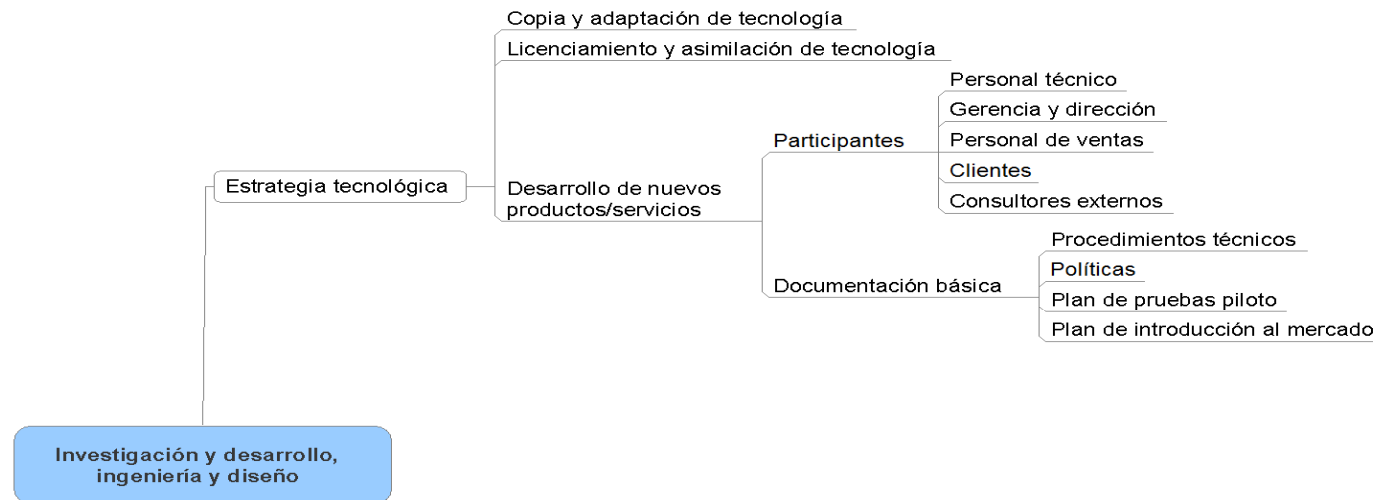 Copia y adaptación de tecnología
Licenciamiento y asimilación de tecnología
Personal técnico
Gerencia y dirección
Participantes
Personal de ventas
Clientes
Estrategia tecnológica
Desarrollo de nuevos
productos/servicios
Consultores externos
Procedimientos técnicos
Políticas
Documentación básica
Plan de pruebas piloto
Plan de introducción al mercado
Investigación y desarrollo,
ingeniería y diseño